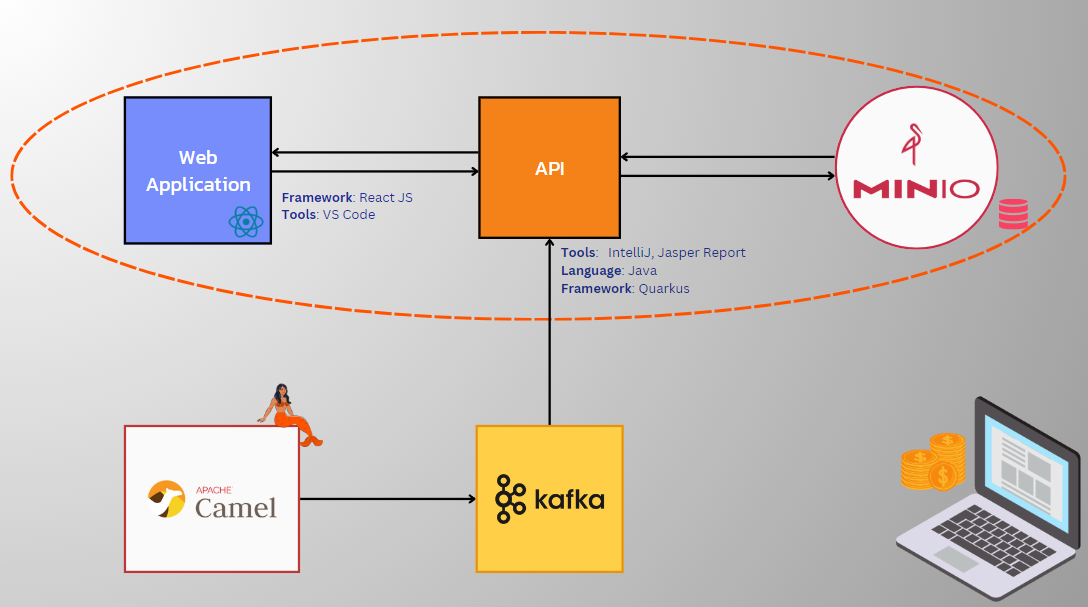 Web
Application
API
MINIO
Framework: React JS
Tools: VS Code
Tools: IntelliJ, Jasper Report
Language: Java
Framework: Quarkus
APACHE
Camel
kafka